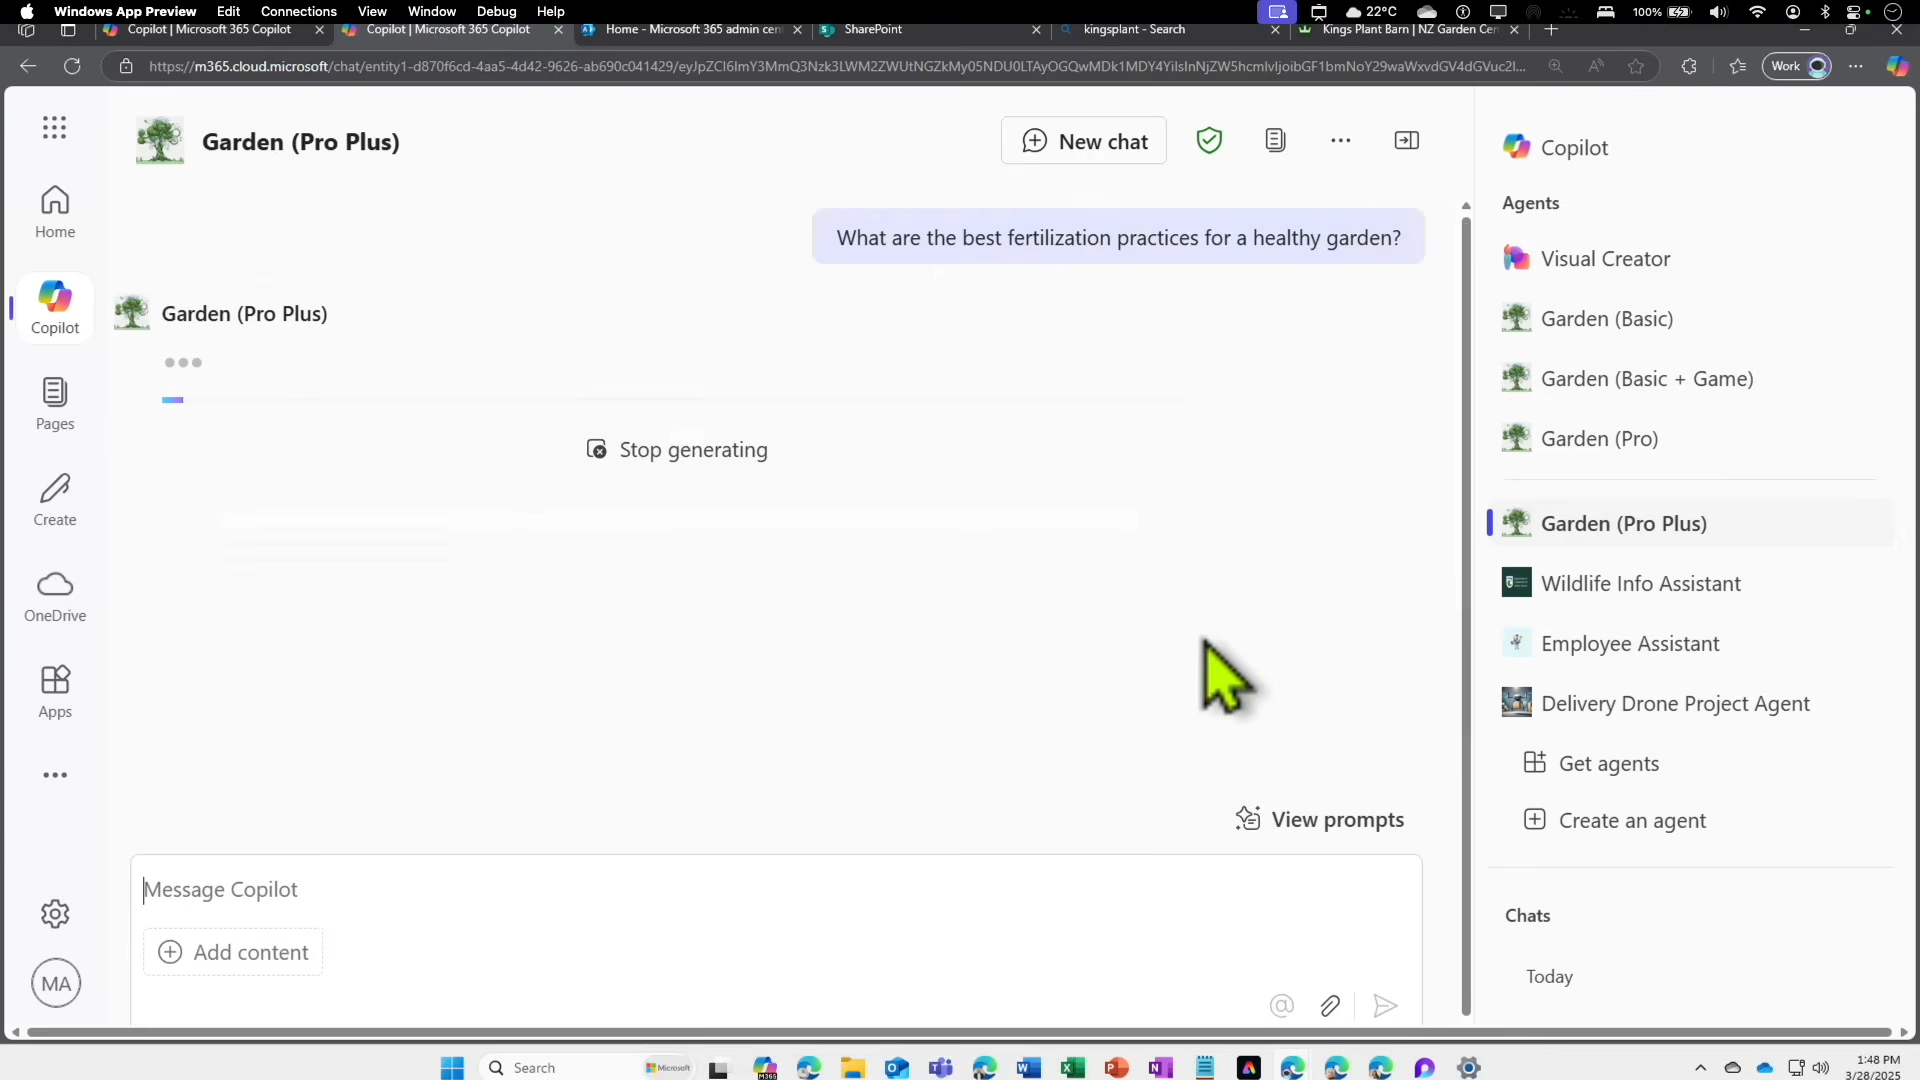 Windows App Preview Edit Connections View Window Debug Help 22°C 100%
Copilot | Microsoft 365 Copilot
Copilot | Microsoft 365 Copilot
Home - Microsoft 365 admin cen
SharePoint
kingsplant - Search
Kings Plant Barn | NZ Garden Cen
Work
Garden (Pro Plus)
New chat
What are the best fertilization practices for a healthy garden?
Garden (Pro Plus)
Stop generating
View prompts
Message Copilot
Add content
Home
Copilot
Pages
Create
OneDrive
Apps
MA
Copilot
Agents
Visual Creator
Garden (Basic)
Garden (Basic + Game)
Garden (Pro)
Garden (Pro Plus)
Wildlife Info Assistant
Employee Assistant
Delivery Drone Project Agent
Get agents
Create an agent
Chats
Today
Search
Microsoft
M365
1:48 PM
3/28/2025